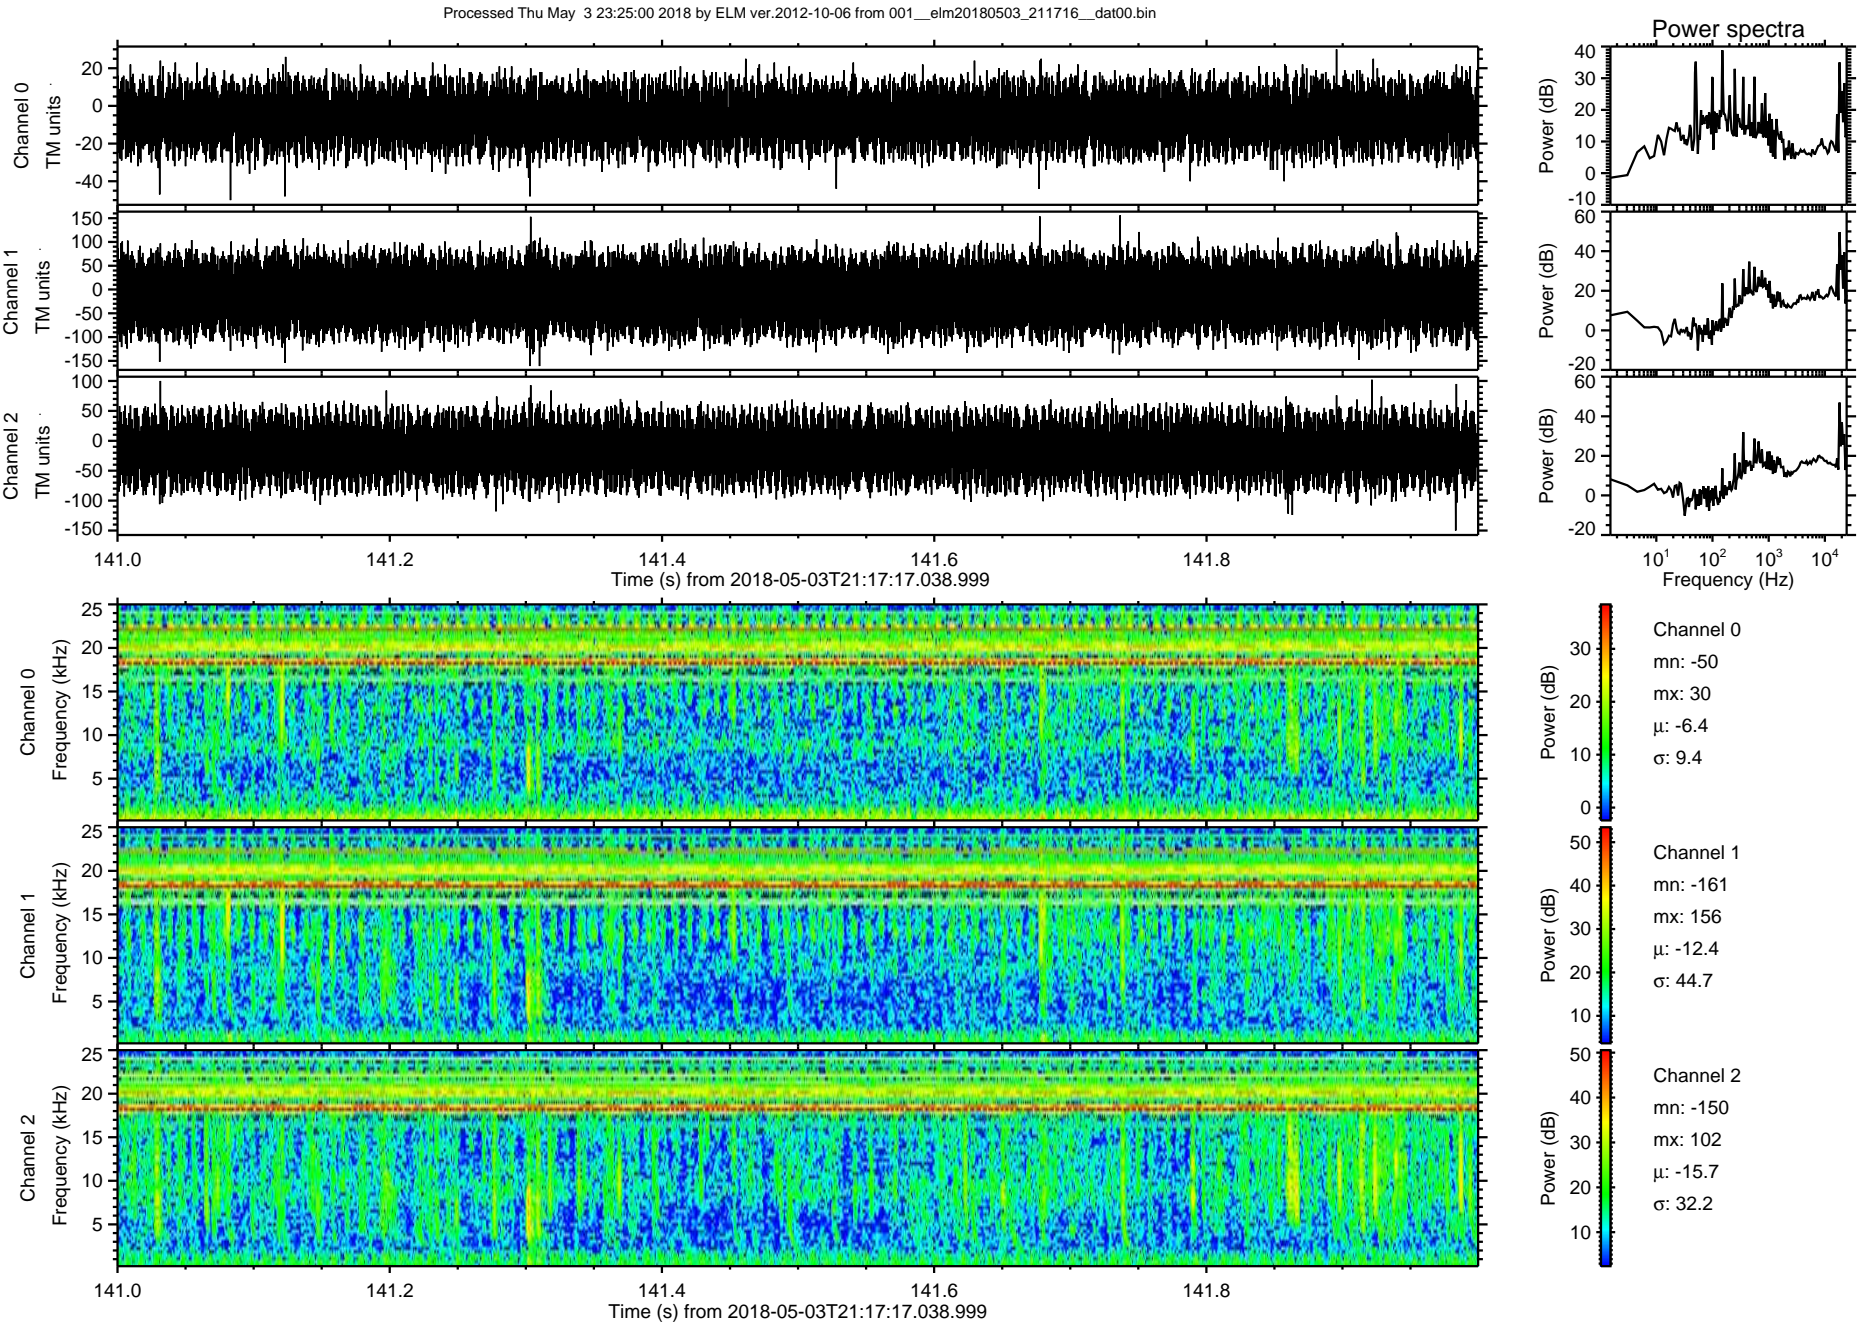 Processed Thu May  3 23:25:00 2018 by ELM ver.2012-10-06 from 001__elm20180503_211716__dat00.bin
Power spectra
Channel 0
TM units
20
0
-20
-40
Power (dB)
40
30
20
10
0
-10
Channel 1
TM units
150
100
50
0
-50
-100
-150
Power (dB)
60
40
20
0
-20
Channel 2
TM units
100
50
0
-50
-100
-150
Power (dB)
60
40
20
0
-20
141.0 141.2 141.4 141.6 141.8
Time (s) from 2018-05-03T21:17:17.038.999
10¹ 10² 10³ 10⁴
Frequency (Hz)
Channel 0
Frequency (kHz)
25
20
15
10
5
Power (dB)
30
20
10
0
Channel 0
mn: -50
mx: 30
μ: -6.4
σ: 9.4
Channel 1
Frequency (kHz)
25
20
15
10
5
Power (dB)
50
40
30
20
10
Channel 1
mn: -161
mx: 156
μ: -12.4
σ: 44.7
Channel 2
Frequency (kHz)
25
20
15
10
5
Power (dB)
50
40
30
20
10
Channel 2
mn: -150
mx: 102
μ: -15.7
σ: 32.2
141.0 141.2 141.4 141.6 141.8
Time (s) from 2018-05-03T21:17:17.038.999